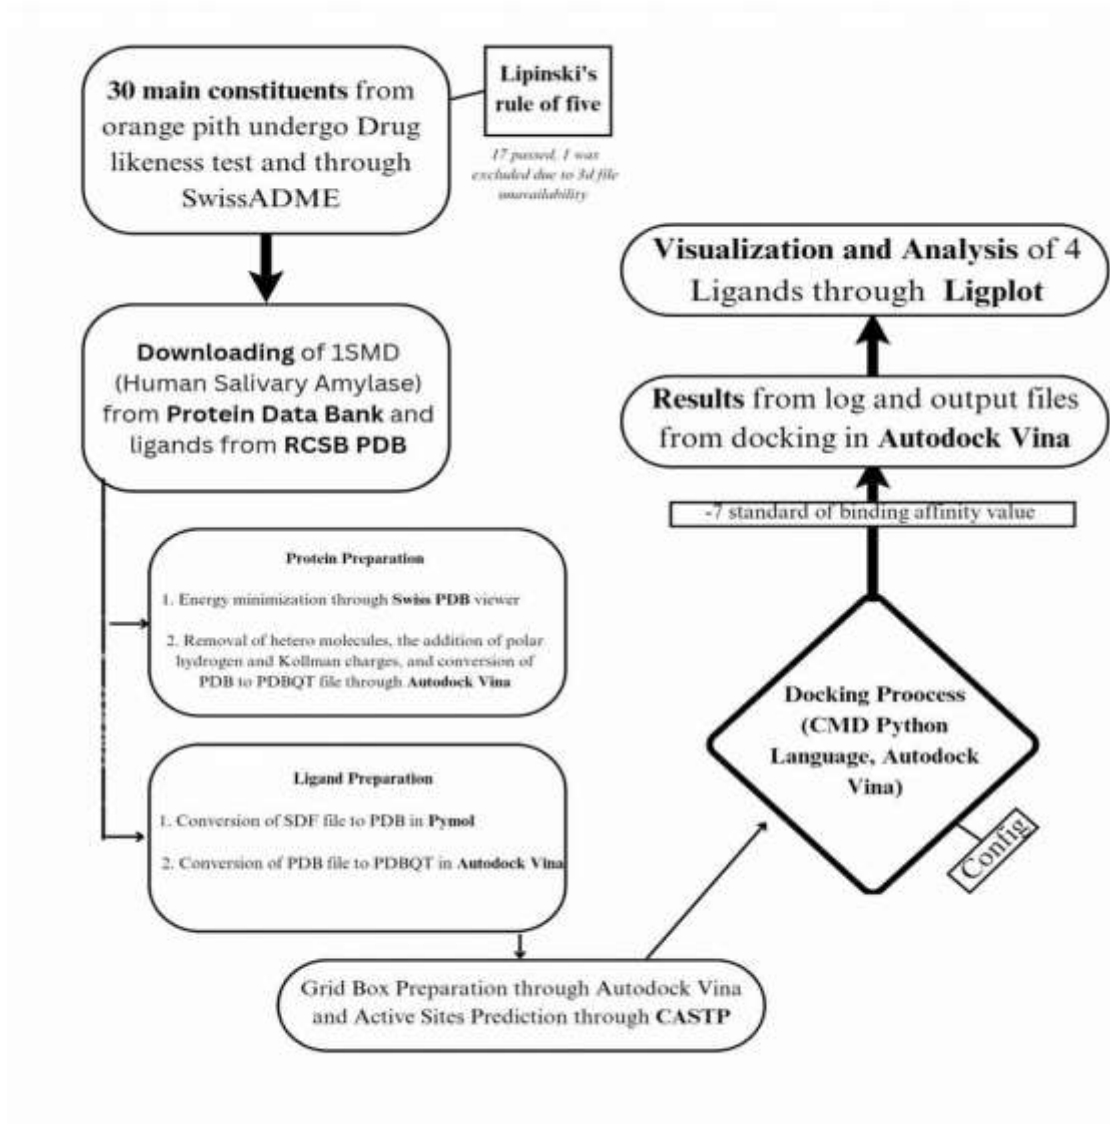 30 main constituents from
orange pith undergo Drug
likeness test and through
SwissADME
Lipinski's
rule of five
17 passed, 1 was
excluded due to 3d file
unavailability
Downloading of 1SMD
(Human Salivary Amylase)
from Protein Data Bank and
ligands from RCSB PDB
Protein Preparation
1. Energy minimization through Swiss PDB viewer
2. Removal of hetero molecules, the addition of polar
hydrogen and Kollman charges, and conversion of
PDB to PDBQT file through Autodock Vina
Ligand Preparation
1. Conversion of SDF file to PDB in Pymol
2. Conversion of PDB file to PDBQT in Autodock Vina
Grid Box Preparation through Autodock Vina
and Active Sites Prediction through CASTP
Docking Proocess
(CMD Python
Language, Autodock
Vina)
Config
-7 standard of binding affinity value
Results from log and output files
from docking in Autodock Vina
Visualization and Analysis of 4
Ligands through Ligplot